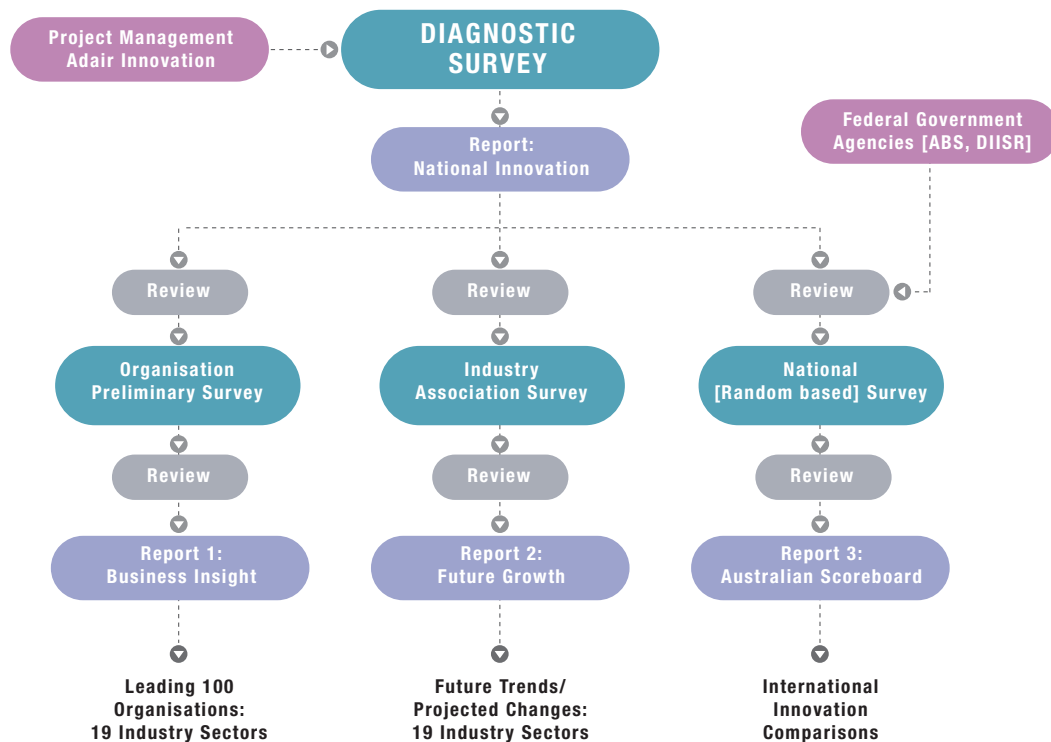 Project Management
Adair Innovation
DIAGNOSTIC
SURVEY
Federal Government
Agencies [ABS, DIISR]
Report:
National Innovation
Review
Review
Review
Organisation
Preliminary Survey
Industry
Association Survey
National
[Random based] Survey
Review
Review
Review
Report 1:
Business Insight
Report 2:
Future Growth
Report 3:
Australian Scoreboard
Leading 100
Organisations:
19 Industry Sectors
Future Trends/
Projected Changes:
19 Industry Sectors
International
Innovation
Comparisons